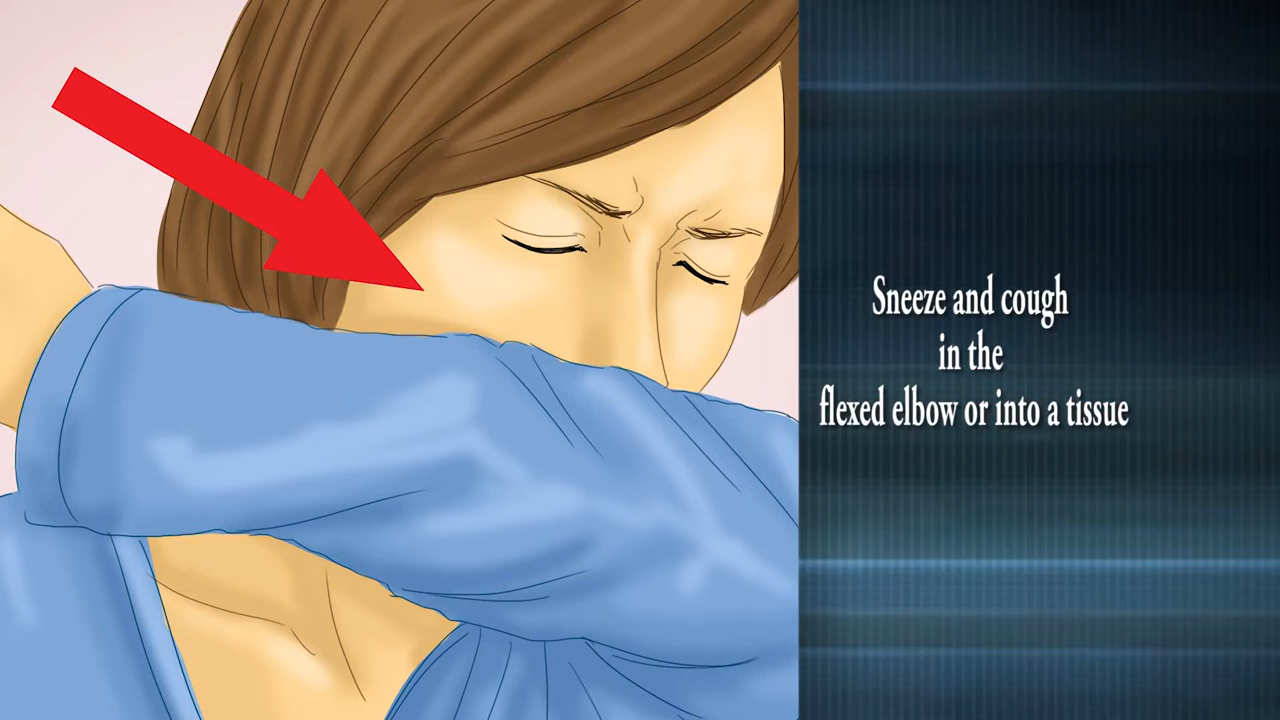 Sneeze and cough
in the
flexed elbow or into a tissue